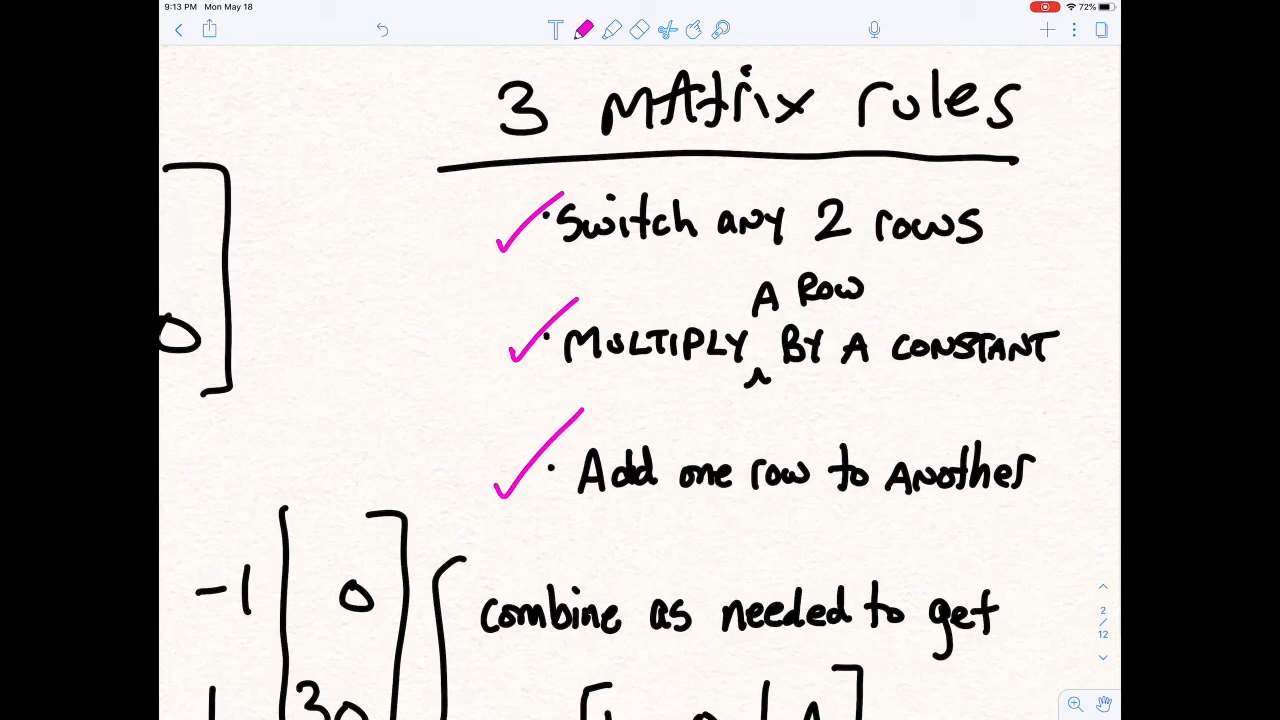 9:13 PM Mon May 18
72%
3 MAtrix rules
· Switch any 2 rows
A Row
· MULTIPLY ^ BY A CONSTANT
0
· Add one row to Another
-1 | 0
combine as needed to get
30
2
/
12